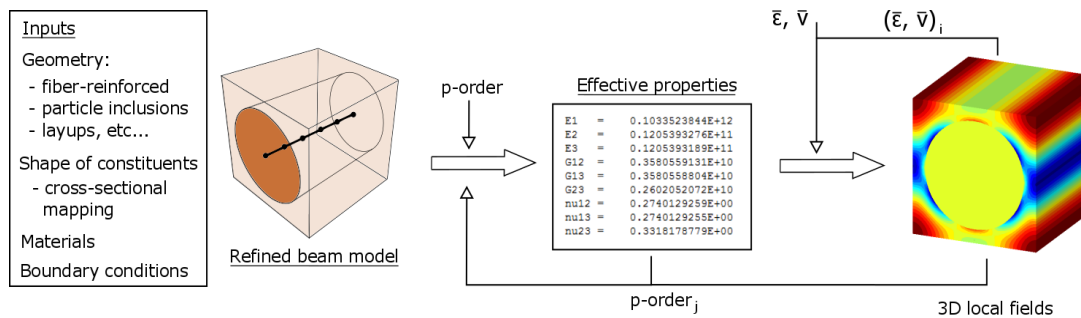 Inputs
Geometry:
- fiber-reinforced
- particle inclusions
- layups, etc...
Shape of constituents
- cross-sectional
mapping
Materials
Boundary conditions
Refined beam model
p-order
Effective properties
E1 = 0.1033523844E+12
E2 = 0.1205393276E+11
E3 = 0.1205393189E+11
G12 = 0.3580559131E+10
G13 = 0.3580558804E+10
G23 = 0.2602052072E+10
nu12 = 0.2740129259E+00
nu13 = 0.2740129255E+00
nu23 = 0.3318178779E+00
p-order j
ε̄, v̄
(ε̄, v̄) i
3D local fields